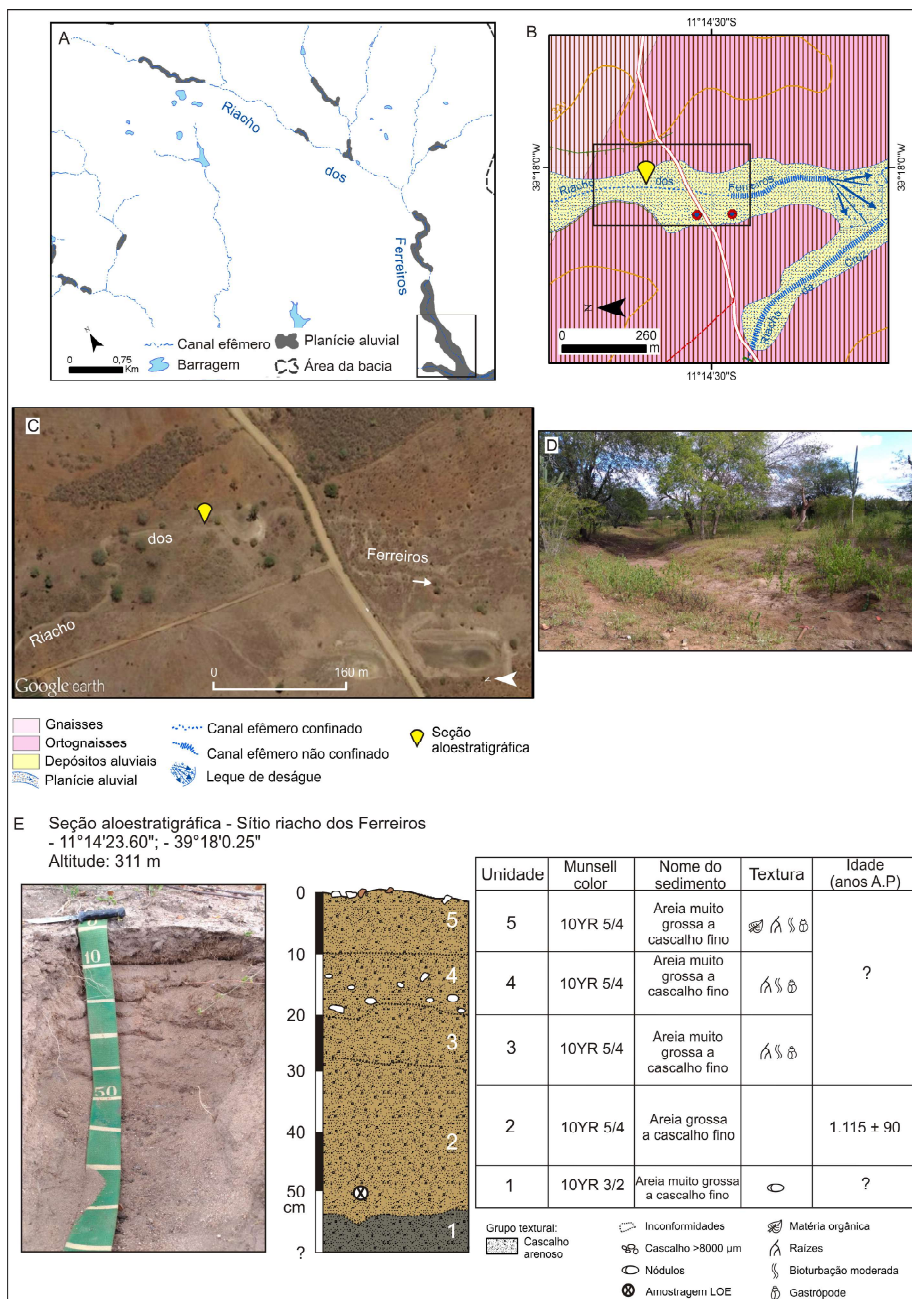 A
Riacho
dos
Ferreiros
N
0
0,75
Km
Canal efêmero
Planície aluvial
Barragem
Área da bacia
B
11°14'30"S
39°18'0"W
39°18'0"W
Riacho
dos
Ferreiros
Riacho
da
Cruz
N
0
260
m
11°14'30"S
C
dos
Ferreiros
Riacho
0
160 m
N
Google earth
D
Gnaisses
Ortognaisses
Depósitos aluviais
Planície aluvial
Canal efêmero confinado
Canal efêmero não confinado
Leque de deságue
Seção
aloestratigráfica
E
Seção aloestratigráfica - Sítio riacho dos Ferreiros
- 11°14'23.60"; - 39°18'0.25"
Altitude: 311 m
10
50
0
10
20
30
40
50
cm
?
5
4
3
2
1
Unidade
Munsell
color
Nome do
sedimento
Textura
Idade
(anos A.P)
5
10YR 5/4
Areia muito
grossa a
cascalho fino
4
10YR 5/4
Areia muito
grossa a
cascalho fino
?
3
10YR 5/4
Areia muito
grossa a
cascalho fino
2
10YR 5/4
Areia grossa
a cascalho fino
1.115 + 90
1
10YR 3/2
Areia muito grossa
a cascalho fino
?
Grupo textural:
Cascalho
arenoso
Inconformidades
Cascalho >8000 µm
Nódulos
Amostragem LOE
Matéria orgânica
Raízes
Bioturbação moderada
Gastrópode